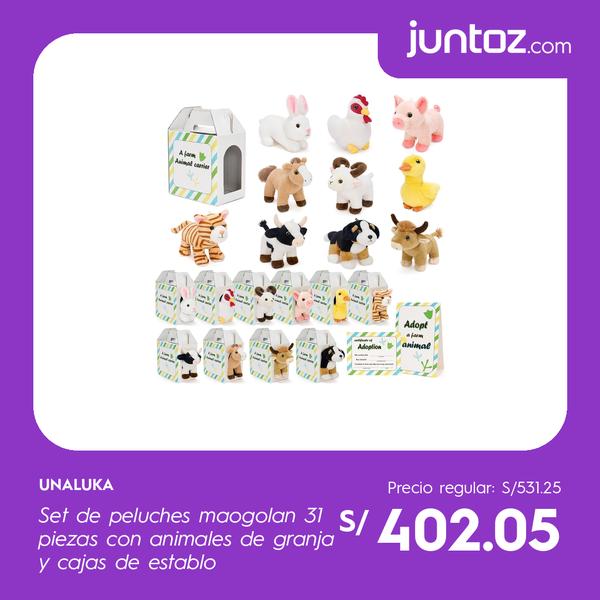 juntoz.com
A farm
Animal carrier
Adopt
a farm
animal
certificate of
Adoption
UNALUKA
Precio regular: S/531.25
Set de peluches maogolan 31
piezas con animales de granja
y cajas de establo
S/ 402.05